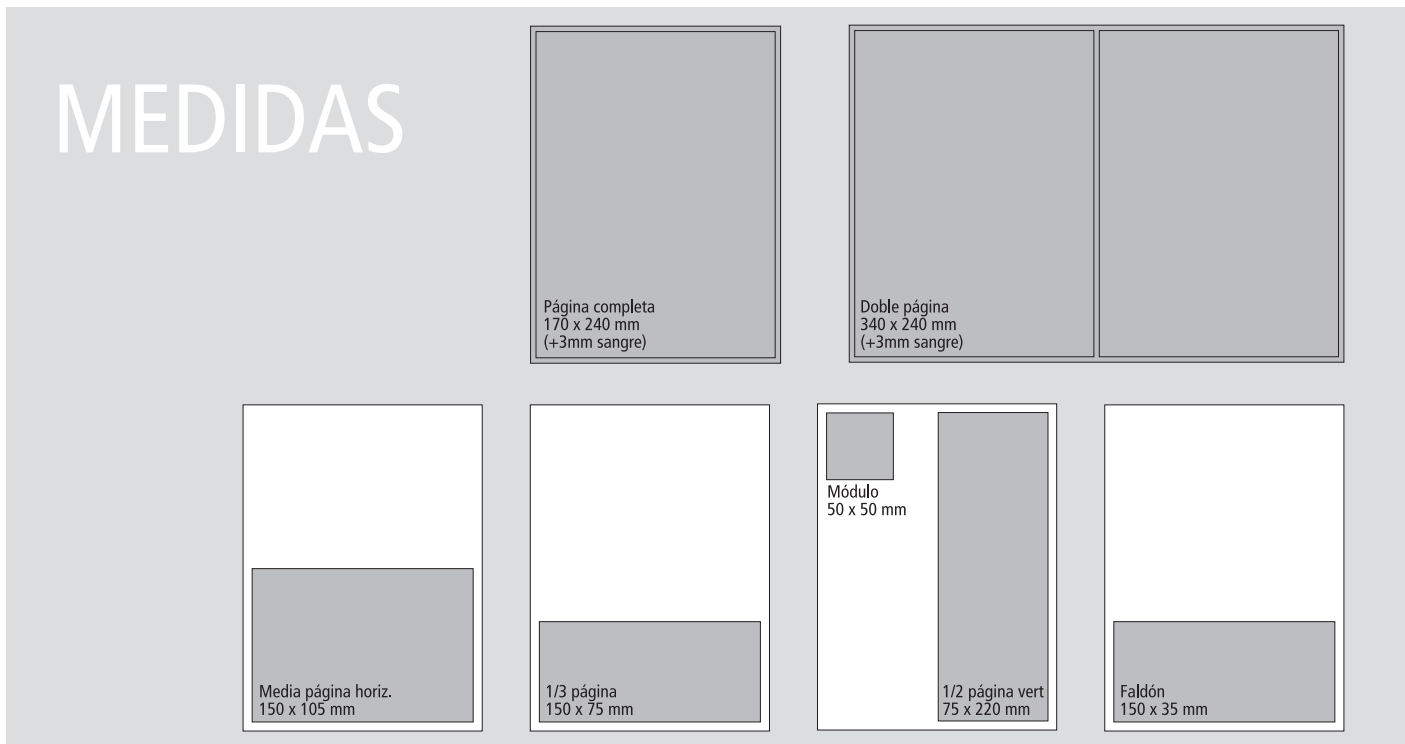 MEDIDAS
Página completa
170 x 240 mm
(+3mm sangre)
Doble página
340 x 240 mm
(+3mm sangre)
Media página horiz.
150 x 105 mm
1/3 página
150 x 75 mm
Módulo
50 x 50 mm
1/2 página vert
75 x 220 mm
Faldón
150 x 35 mm